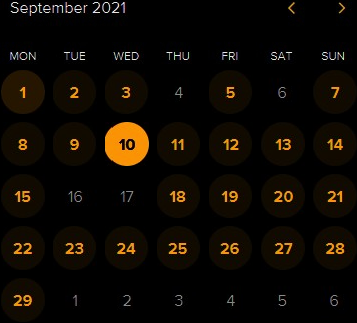 September 2021
MON TUE WED THU FRI SAT SUN
1 2 3 4 5 6 7
8 9 10 11 12 13 14
15 16 17 18 19 20 21
22 23 24 25 26 27 28
29 1 2 3 4 5 6